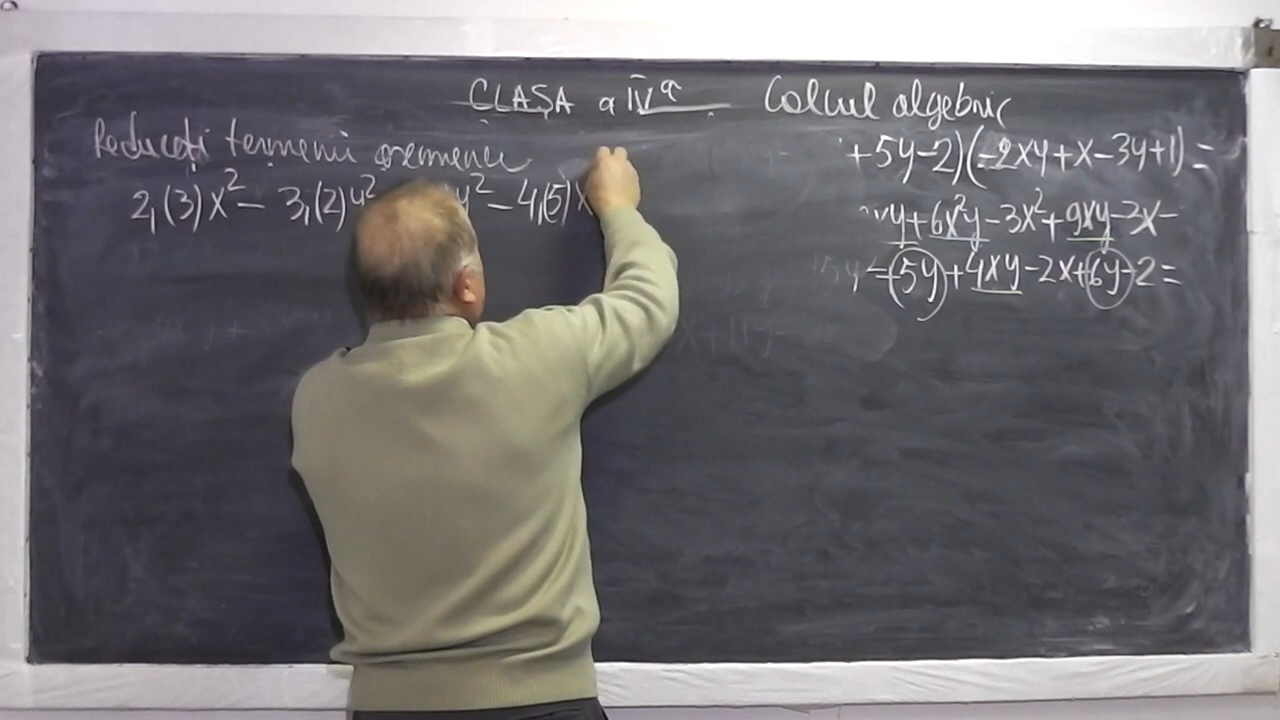 CLASA a IV a Calcul algebric
Reduceți termenii asemenea
2,(3)x² - 3,(2)y² y² - 4,(5)x
+5y-2)(-2xy+x-3y+1)=
y+6x²y-3x²+9xy-3x-
-5y+4xy-2x+6y-2=